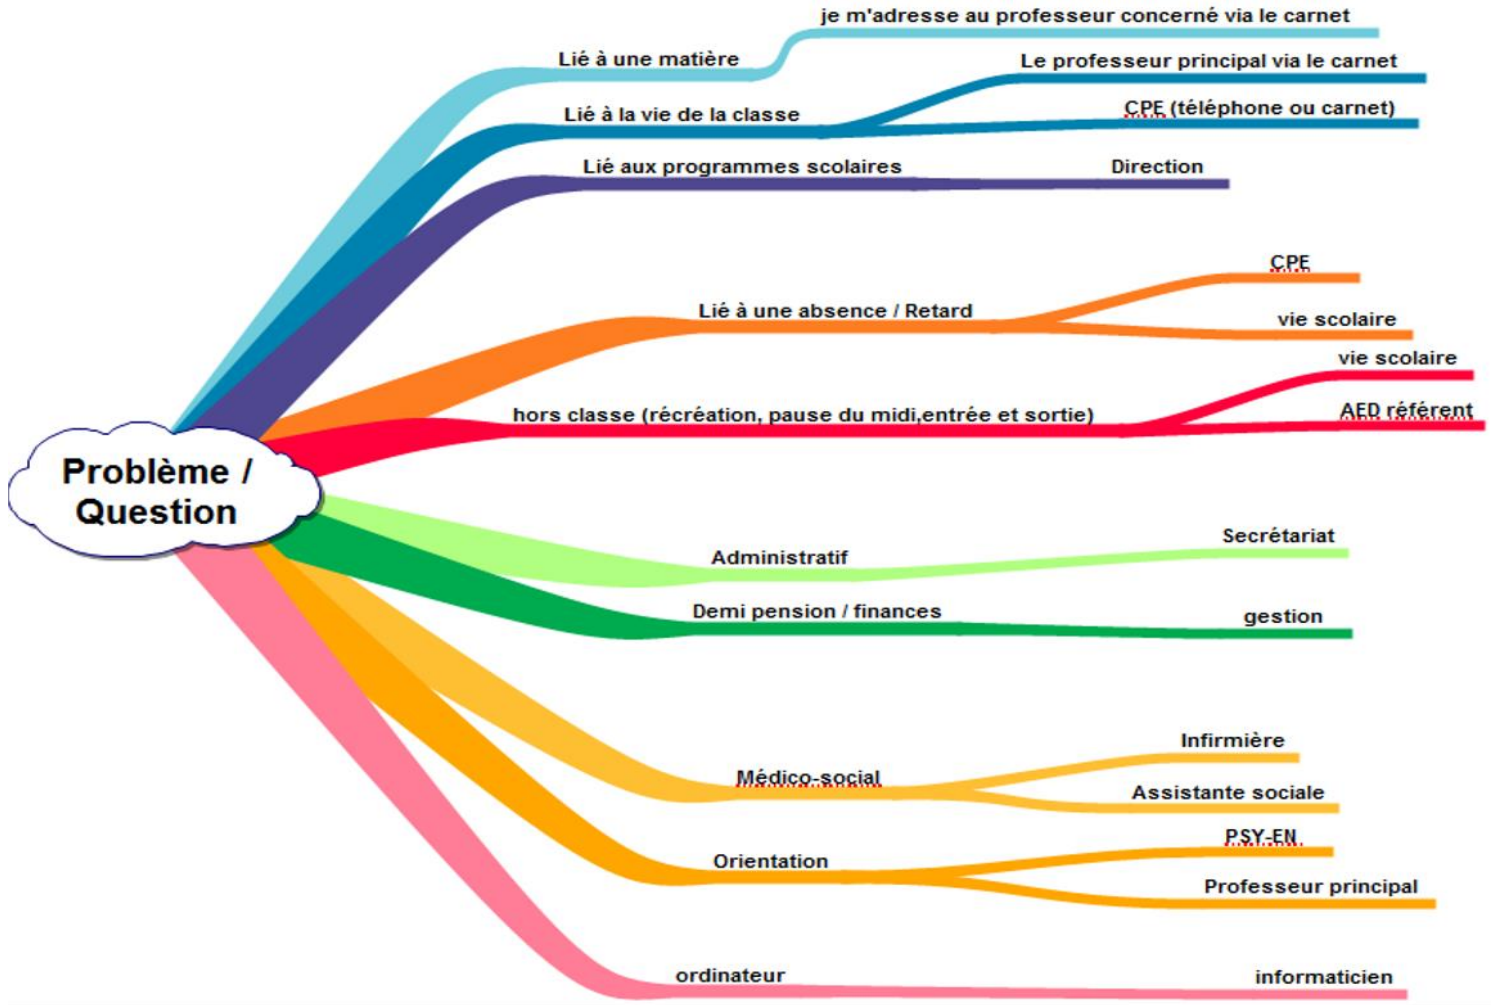 je m'adresse au professeur concerné via le carnet
Lié à une matière
Le professeur principal via le carnet
Lié à la vie de la classe
CPE (téléphone ou carnet)
Lié aux programmes scolaires
Direction
CPE
Lié à une absence / Retard
vie scolaire
vie scolaire
hors classe (récréation, pause du midi,entrée et sortie)
AED référent
Problème /
Question
Secrétariat
Administratif
Demi pension / finances
gestion
Infirmière
Médico-social
Assistante sociale
PSY-EN
Orientation
Professeur principal
ordinateur
informaticien